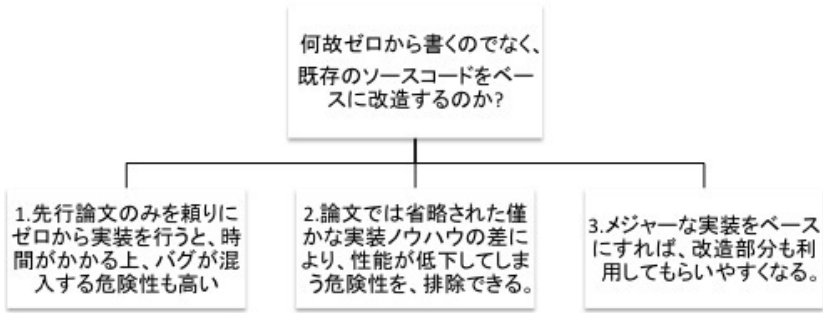 何故ゼロから書くのでなく、
既存のソースコードをベー
スに改造するのか?
1.先行論文のみを頼りに
ゼロから実装を行うと、時
間がかかる上、バグが混
入する危険性も高い
2.論文では省略された僅
かな実装ノウハウの差に
より、性能が低下してしま
う危険性を、排除できる。
3.メジャーな実装をベース
にすれば、改造部分も利
用してもらいやすくなる。